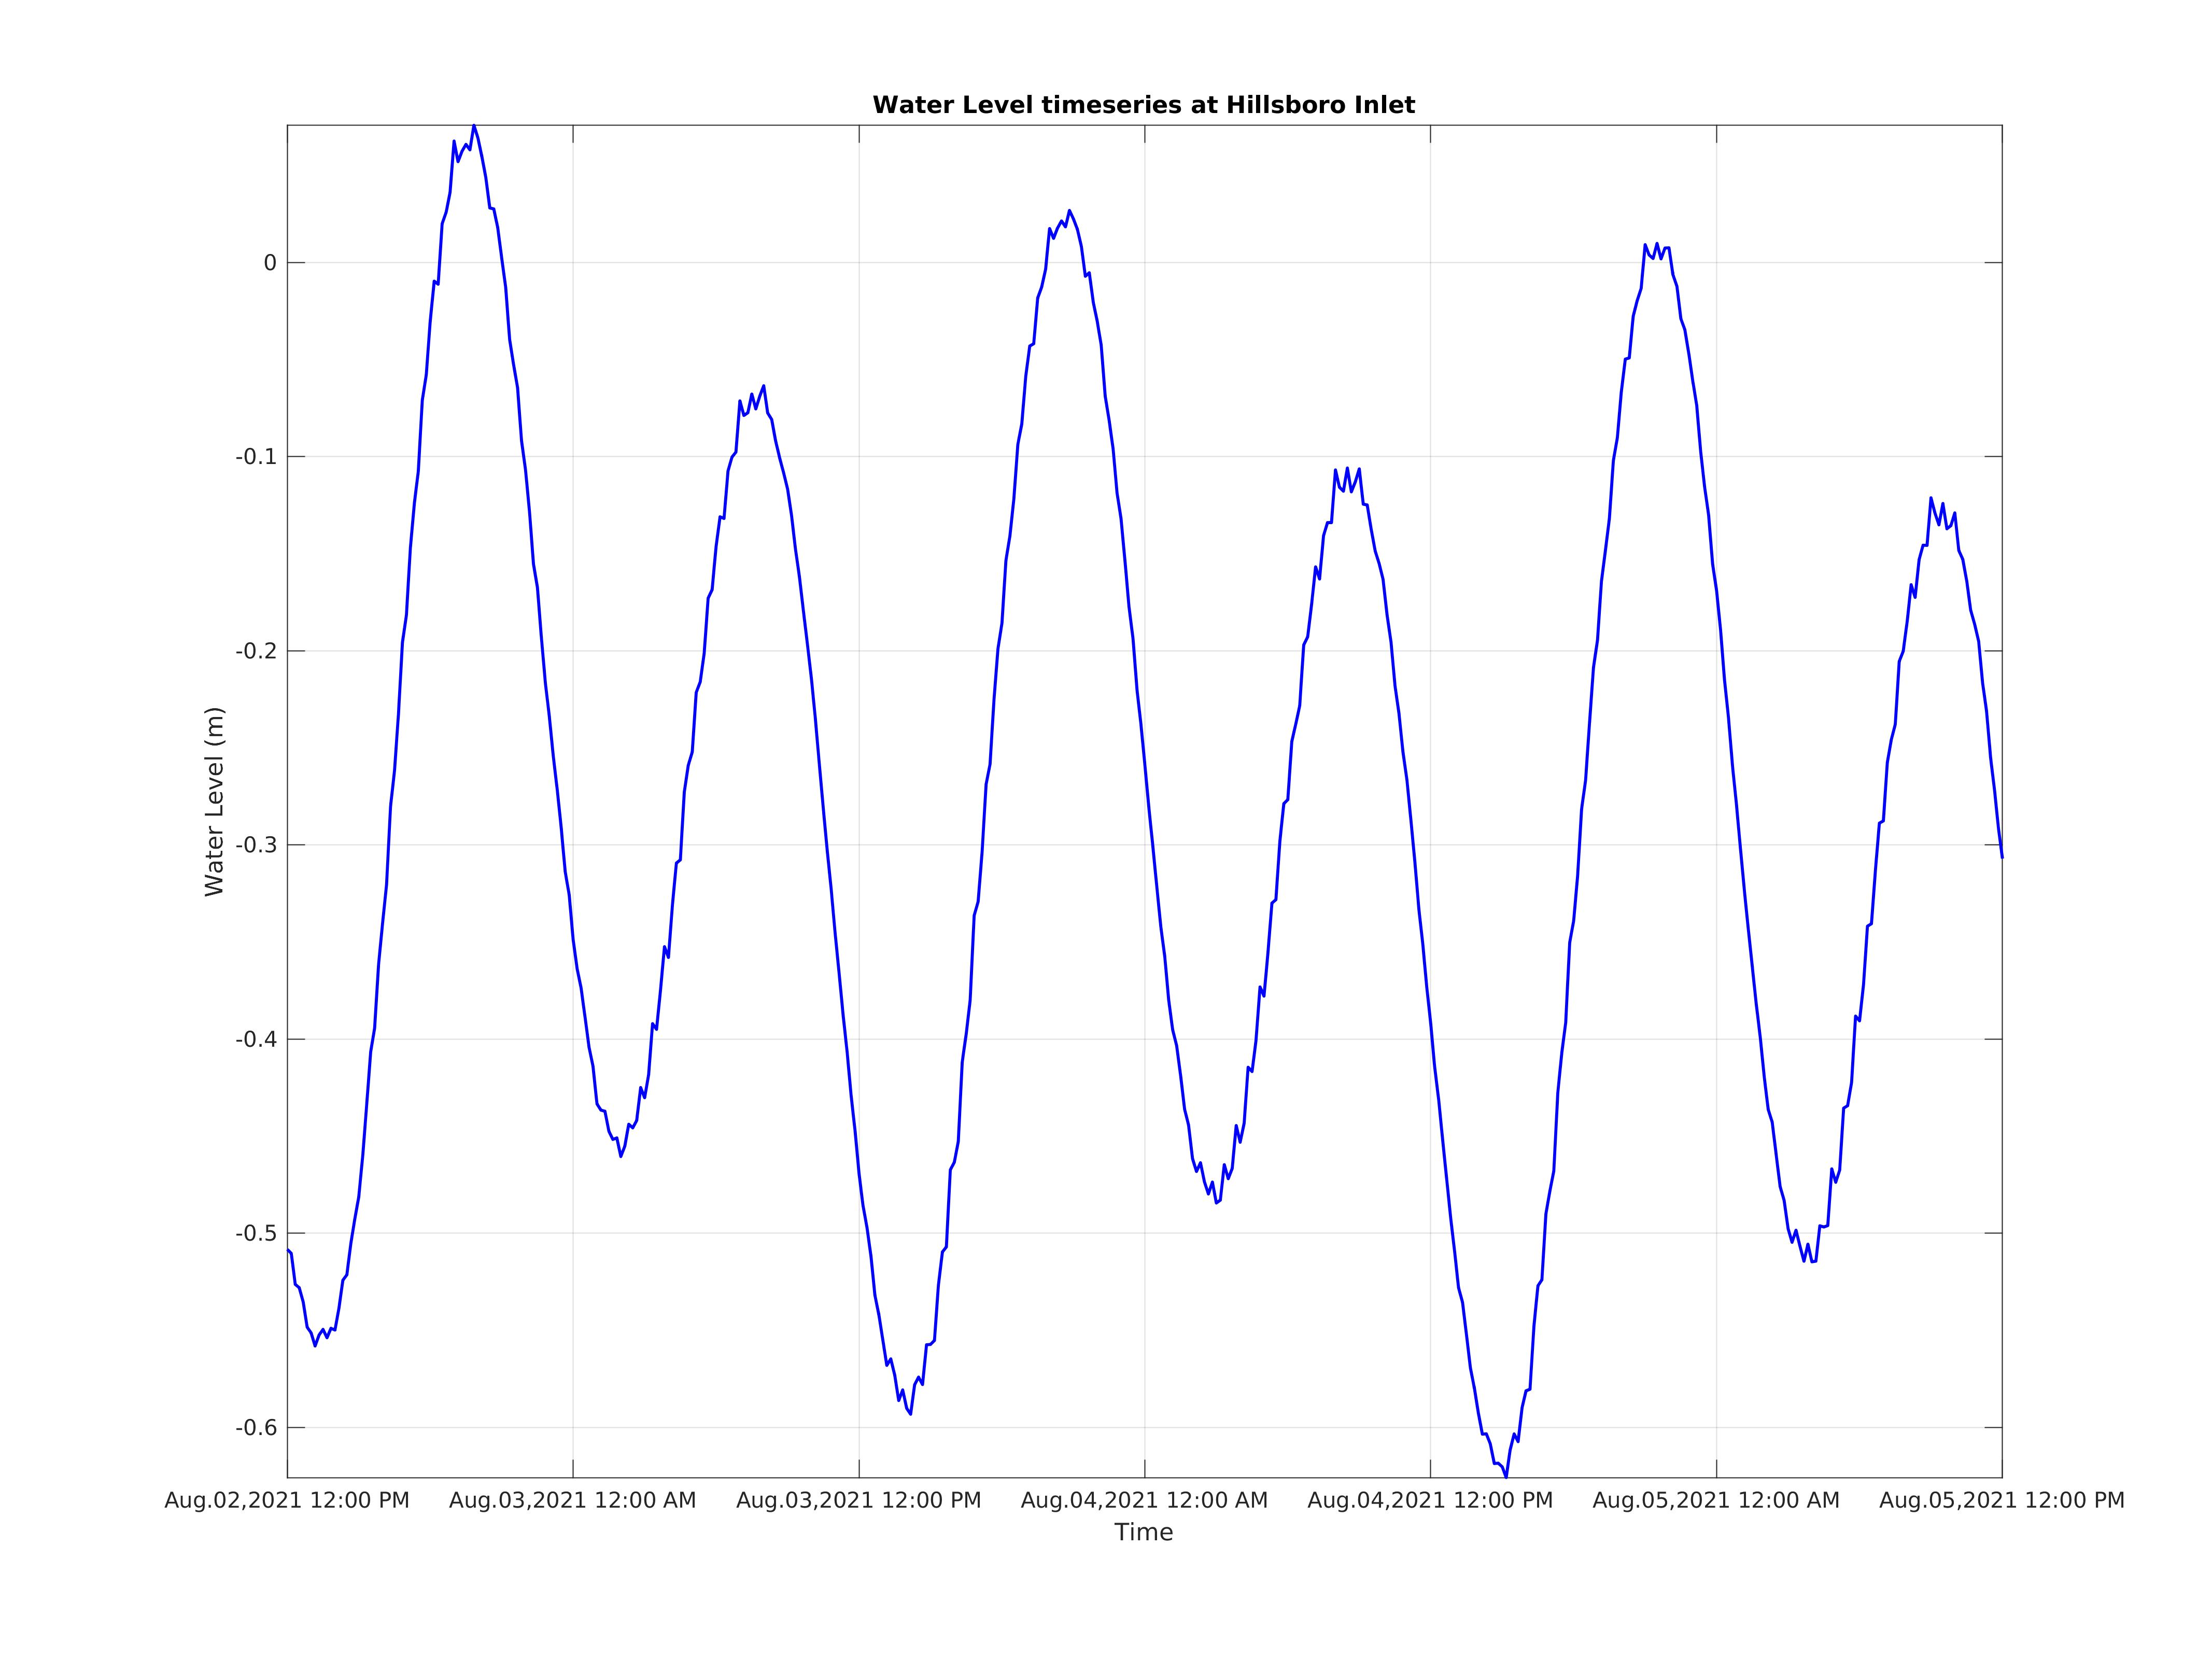 Water Level timeseries at Hillsboro Inlet
0
-0.1
-0.2
-0.3
-0.4
-0.5
-0.6
Water Level (m)
Aug.02,2021 12:00 PM Aug.03,2021 12:00 AM Aug.03,2021 12:00 PM Aug.04,2021 12:00 AM Aug.04,2021 12:00 PM Aug.05,2021 12:00 AM Aug.05,2021 12:00 PM
Time